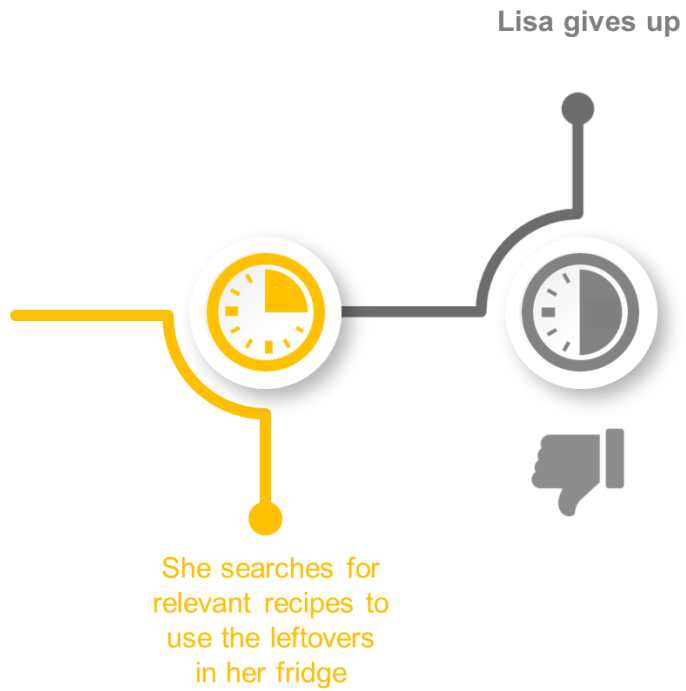 Lisa gives up
She searches for
relevant recipes to
use the leftovers
in her fridge